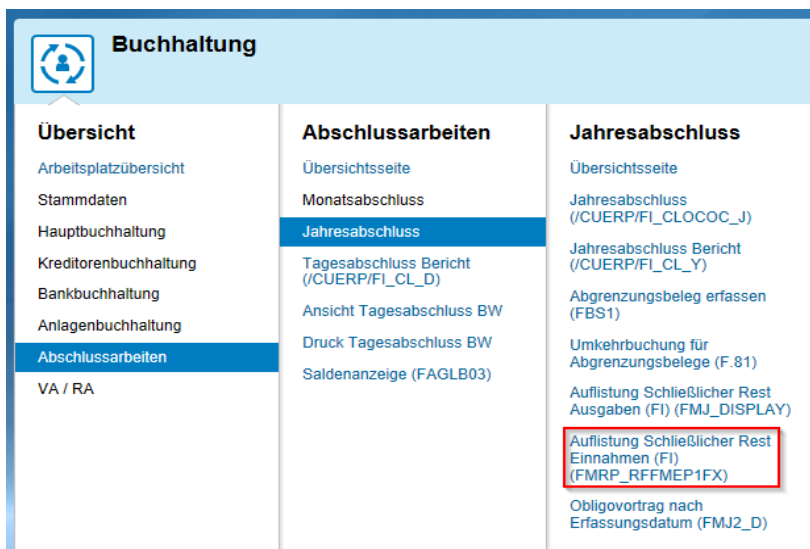 Buchhaltung
Übersicht
Arbeitsplatzübersicht
Stammdaten
Hauptbuchhaltung
Kreditorenbuchhaltung
Bankbuchhaltung
Anlagenbuchhaltung
Abschlussarbeiten
VA / RA
Abschlussarbeiten
Übersichtsseite
Monatsabschluss
Jahresabschluss
Tagesabschluss Bericht
(/CUERP/FI_CL_D)
Ansicht Tagesabschluss BW
Druck Tagesabschluss BW
Saldenanzeige (FAGLB03)
Jahresabschluss
Übersichtsseite
Jahresabschluss
(/CUERP/FI_CLOCOC_J)
Jahresabschluss Bericht
(/CUERP/FI_CL_Y)
Abgrenzungsbeleg erfassen
(FBS1)
Umkehrbuchung für
Abgrenzungsbelege (F.81)
Auflistung Schließlicher Rest
Ausgaben (FI) (FMJ_DISPLAY)
Auflistung Schließlicher Rest
Einnahmen (FI)
(FMRP_RFFMEP1FX)
Obligovortrag nach
Erfassungsdatum (FMJ2_D)